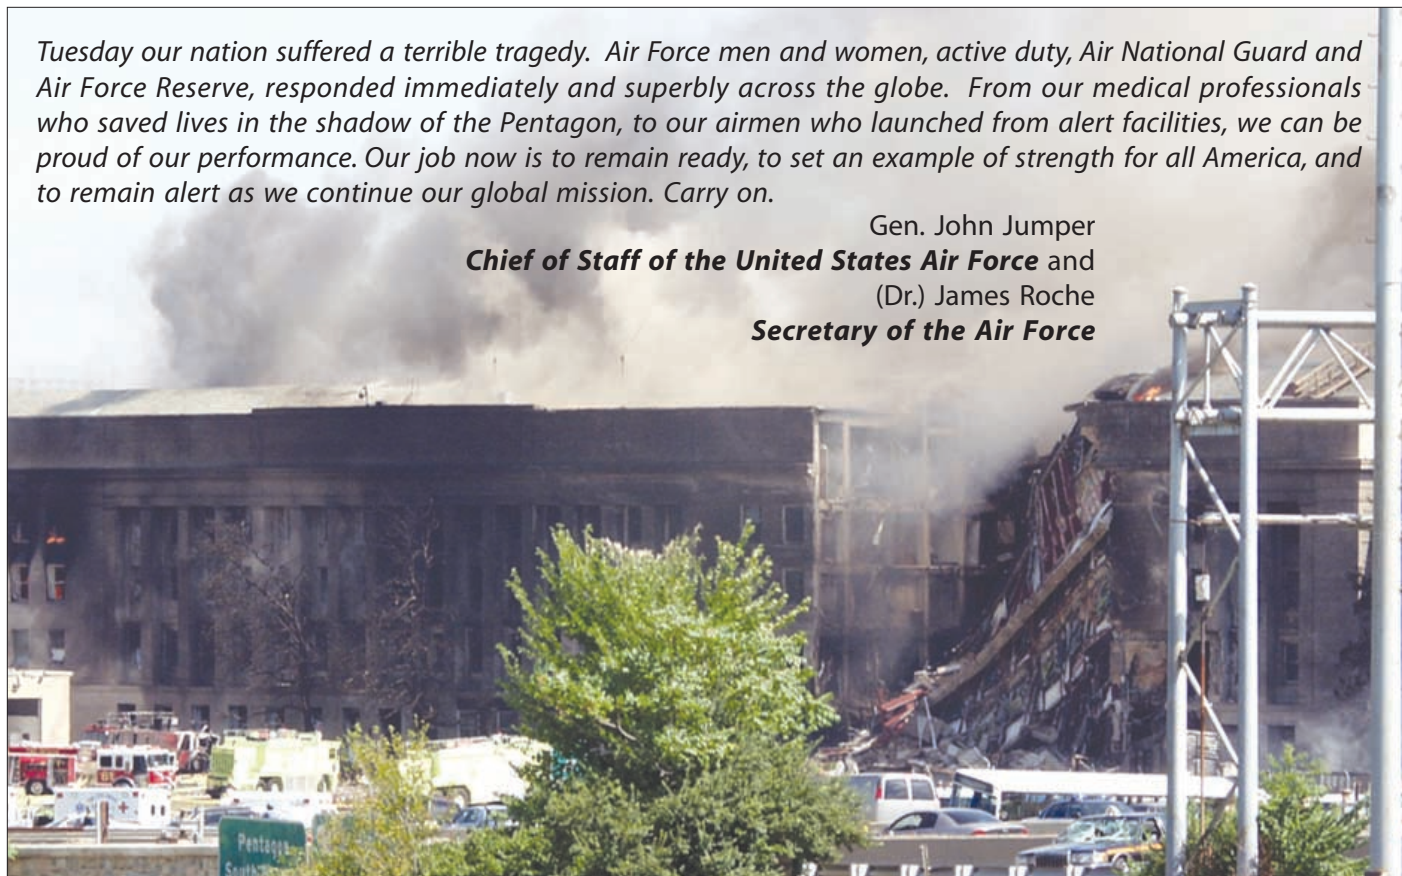 Tuesday our nation suffered a terrible tragedy. Air Force men and women, active duty, Air National Guard and
Air Force Reserve, responded immediately and superbly across the globe. From our medical professionals
who saved lives in the shadow of the Pentagon, to our airmen who launched from alert facilities, we can be
proud of our performance. Our job now is to remain ready, to set an example of strength for all America, and
to remain alert as we continue our global mission. Carry on.
Gen. John Jumper
Chief of Staff of the United States Air Force and
(Dr.) James Roche
Secretary of the Air Force
Pentagon
South